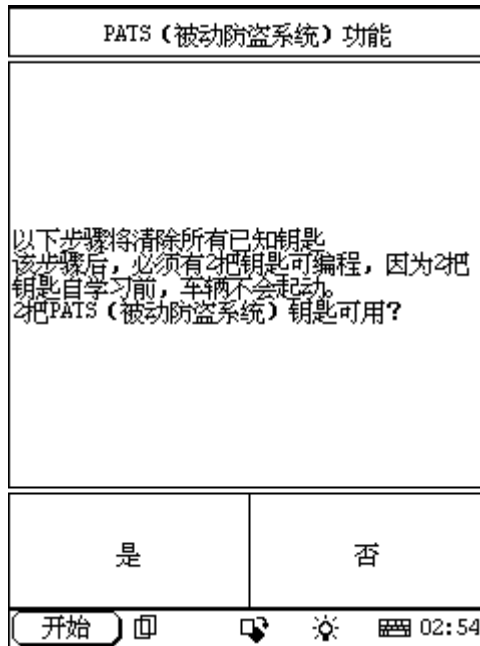 PATS（被动防盗系统）功能
以下步骤将清除所有已知钥匙
该步骤后，必须有2把钥匙可编程，因为2把
钥匙自学习前，车辆不会起动。
2把PATS（被动防盗系统）钥匙可用?
是
否
开始
02:54